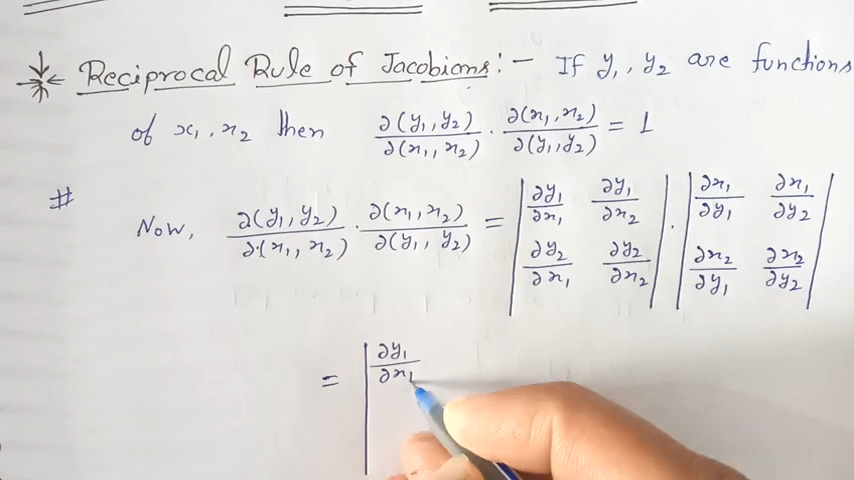 Reciprocal Rule of Jacobians:- If y₁, y₂ are functions
of x₁, x₂ then ∂(y₁, y₂)/∂(x₁, x₂) · ∂(x₁, x₂)/∂(y₁, y₂) = 1
#
Now, ∂(y₁, y₂)/∂(x₁, x₂) · ∂(x₁, x₂)/∂(y₁, y₂) = | ∂y₁/∂x₁ ∂y₁/∂x₂ ; ∂y₂/∂x₁ ∂y₂/∂x₂ | · | ∂x₁/∂y₁ ∂x₁/∂y₂ ; ∂x₂/∂y₁ ∂x₂/∂y₂ |
= | ∂y₁/∂x₁